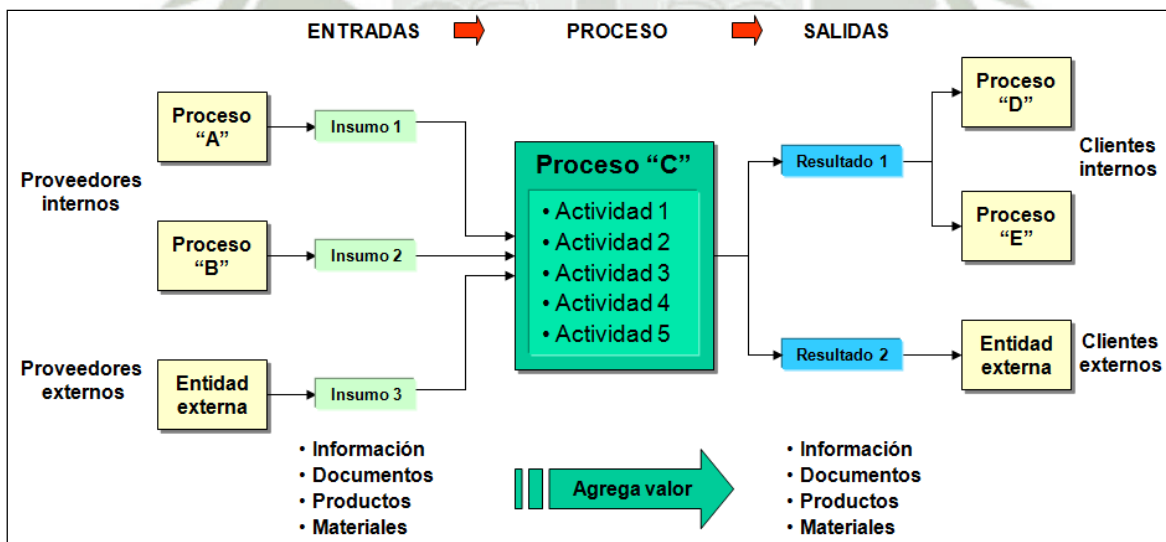 ENTRADAS
PROCESO
SALIDAS
Proceso
“A”
Insumo 1
Proveedores
internos
Proceso
“B”
Insumo 2
Proveedores
externos
Entidad
externa
Insumo 3
• Información
• Documentos
• Productos
• Materiales
Proceso “C”
• Actividad 1
• Actividad 2
• Actividad 3
• Actividad 4
• Actividad 5
Agrega valor
Resultado 1
Proceso
“D”
Clientes
internos
Proceso
“E”
Resultado 2
Entidad
externa
Clientes
externos
• Información
• Documentos
• Productos
• Materiales